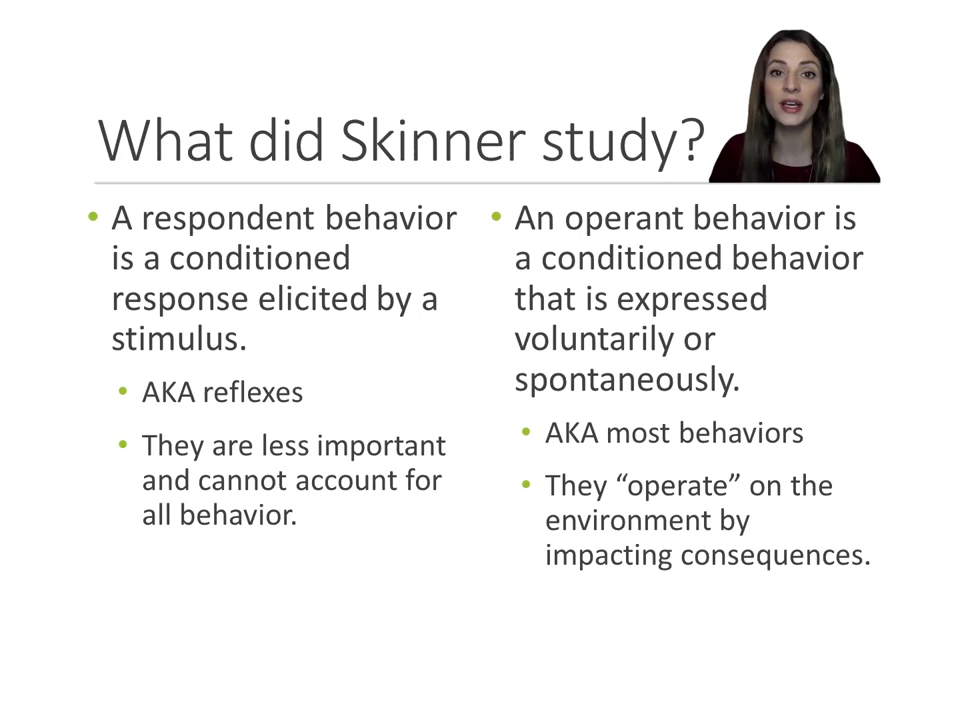 What did Skinner study?
• A respondent behavior
is a conditioned
response elicited by a
stimulus.
• AKA reflexes
• They are less important
and cannot account for
all behavior.
• An operant behavior is
a conditioned behavior
that is expressed
voluntarily or
spontaneously.
• AKA most behaviors
• They “operate” on the
environment by
impacting consequences.